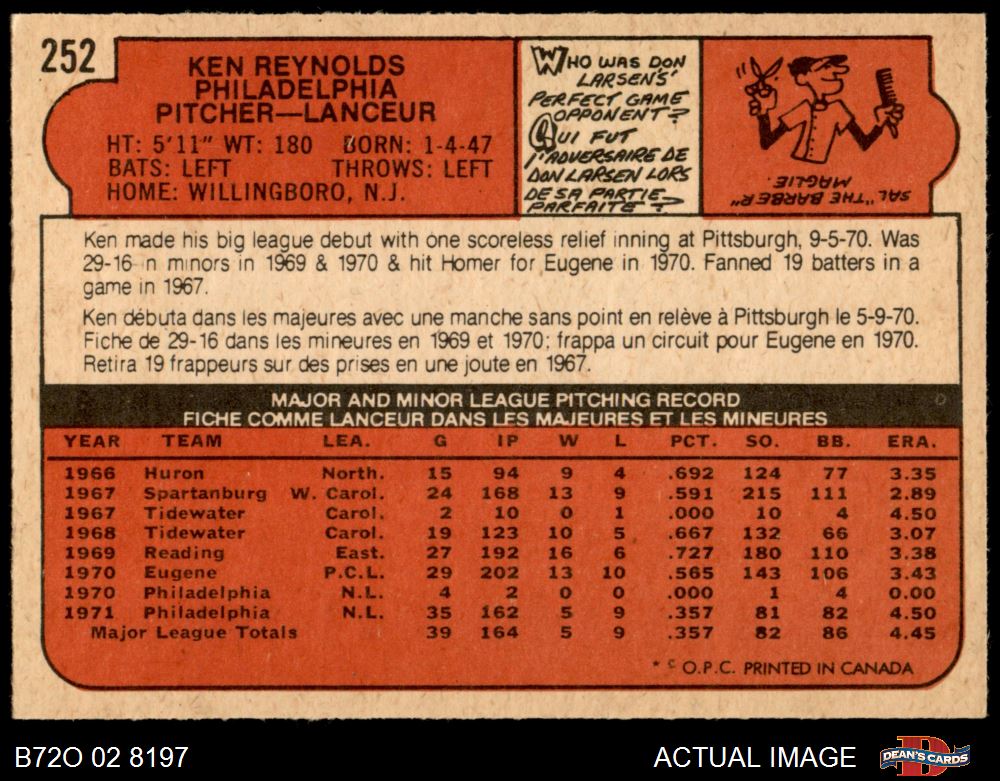 252
KEN REYNOLDS
PHILADELPHIA
PITCHER—LANCEUR
HT: 5'11" WT: 180 BORN: 1-4-47
BATS: LEFT THROWS: LEFT
HOME: WILLINGBORO, N.J.
WHO WAS DON
LARSEN'S'
PERFECT GAME
OPPONENT?
QUI FUT
l'ADVERSAIRE DE
DON LARSEN LORS
DE SA PARTIE
PARFAITE?
SAL "THE BARBER"
MAGLIE.
Ken made his big league debut with one scoreless relief inning at Pittsburgh, 9-5-70. Was
29-16 n minors in 1969 & 1970 & hit Homer for Eugene in 1970. Fanned 19 batters in a
game in 1967.
Ken débuta dans les majeures avec une manche sans point en relève à Pittsburgh le 5-9-70.
Fiche de 29-16 dans les mineures en 1969 et 1970; frappa un circuit pour Eugene en 1970.
Retira 19 frappeurs sur des prises en une joute en 1967.
MAJOR AND MINOR LEAGUE PITCHING RECORD
FICHE COMME LANCEUR DANS LES MAJEURES ET LES MINEURES
YEAR TEAM LEA. G IP W L PCT. SO. BB. ERA.
1966 Huron North. 15 94 9 4 .692 124 77 3.35
1967 Spartanburg W. Carol. 24 168 13 9 .591 215 111 2.89
1967 Tidewater Carol. 2 10 0 1 .000 10 4 4.50
1968 Tidewater Carol. 19 123 10 5 .667 132 66 3.07
1969 Reading East. 27 192 16 6 .727 180 110 3.38
1970 Eugene P.C.L. 29 202 13 10 .565 143 106 3.43
1970 Philadelphia N.L. 4 2 0 0 .000 1 4 0.00
1971 Philadelphia N.L. 35 162 5 9 .357 81 82 4.50
Major League Totals 39 164 5 9 .357 82 86 4.45
* © O.P.C. PRINTED IN CANADA
B72O 02 8197 ACTUAL IMAGE DEAN'S CARDS